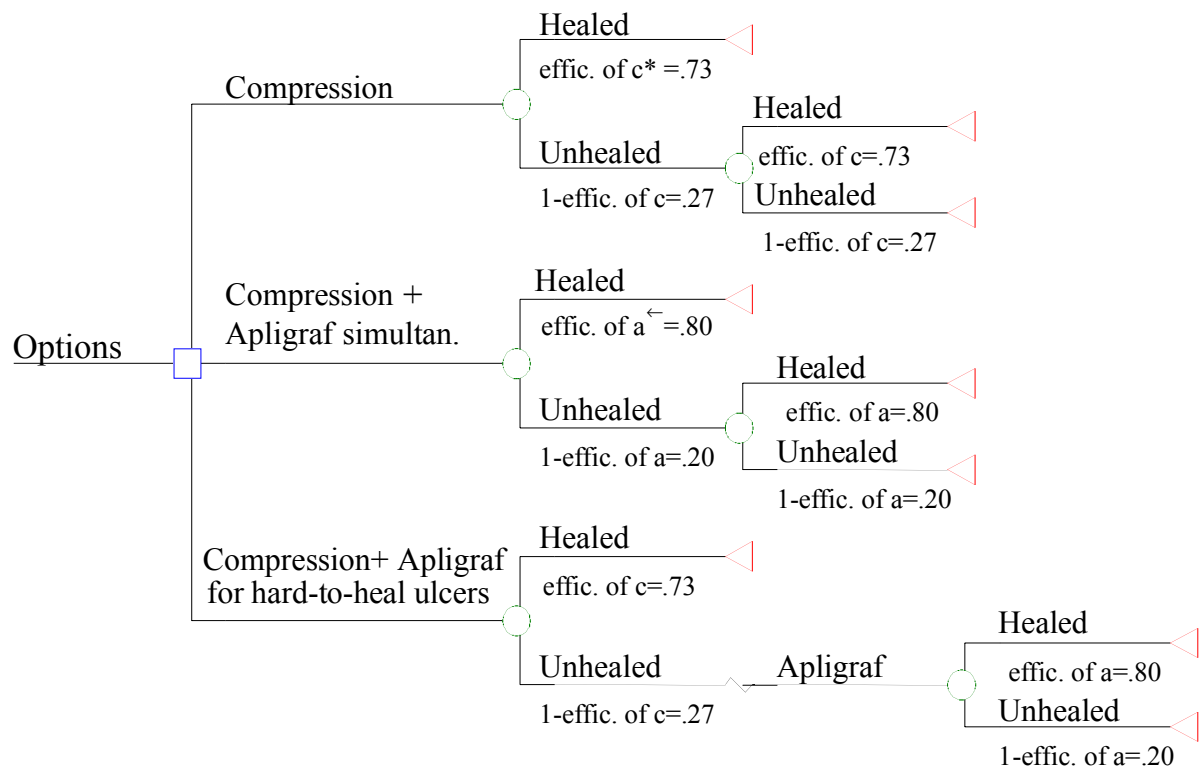 Healed
effic. of c* =.73
Compression
Healed
Unhealed
effic. of c=.73
1-effic. of c=.27
Unhealed
1-effic. of c=.27
Healed
Compression +
effic. of a←=.80
Apligraf simultan.
Options
Healed
Unhealed
effic. of a=.80
1-effic. of a=.20
Unhealed
1-effic. of a=.20
Healed
Compression+ Apligraf
effic. of c=.73
for hard-to-heal ulcers
Healed
Unhealed
Apligraf
effic. of a=.80
1-effic. of c=.27
Unhealed
1-effic. of a=.20